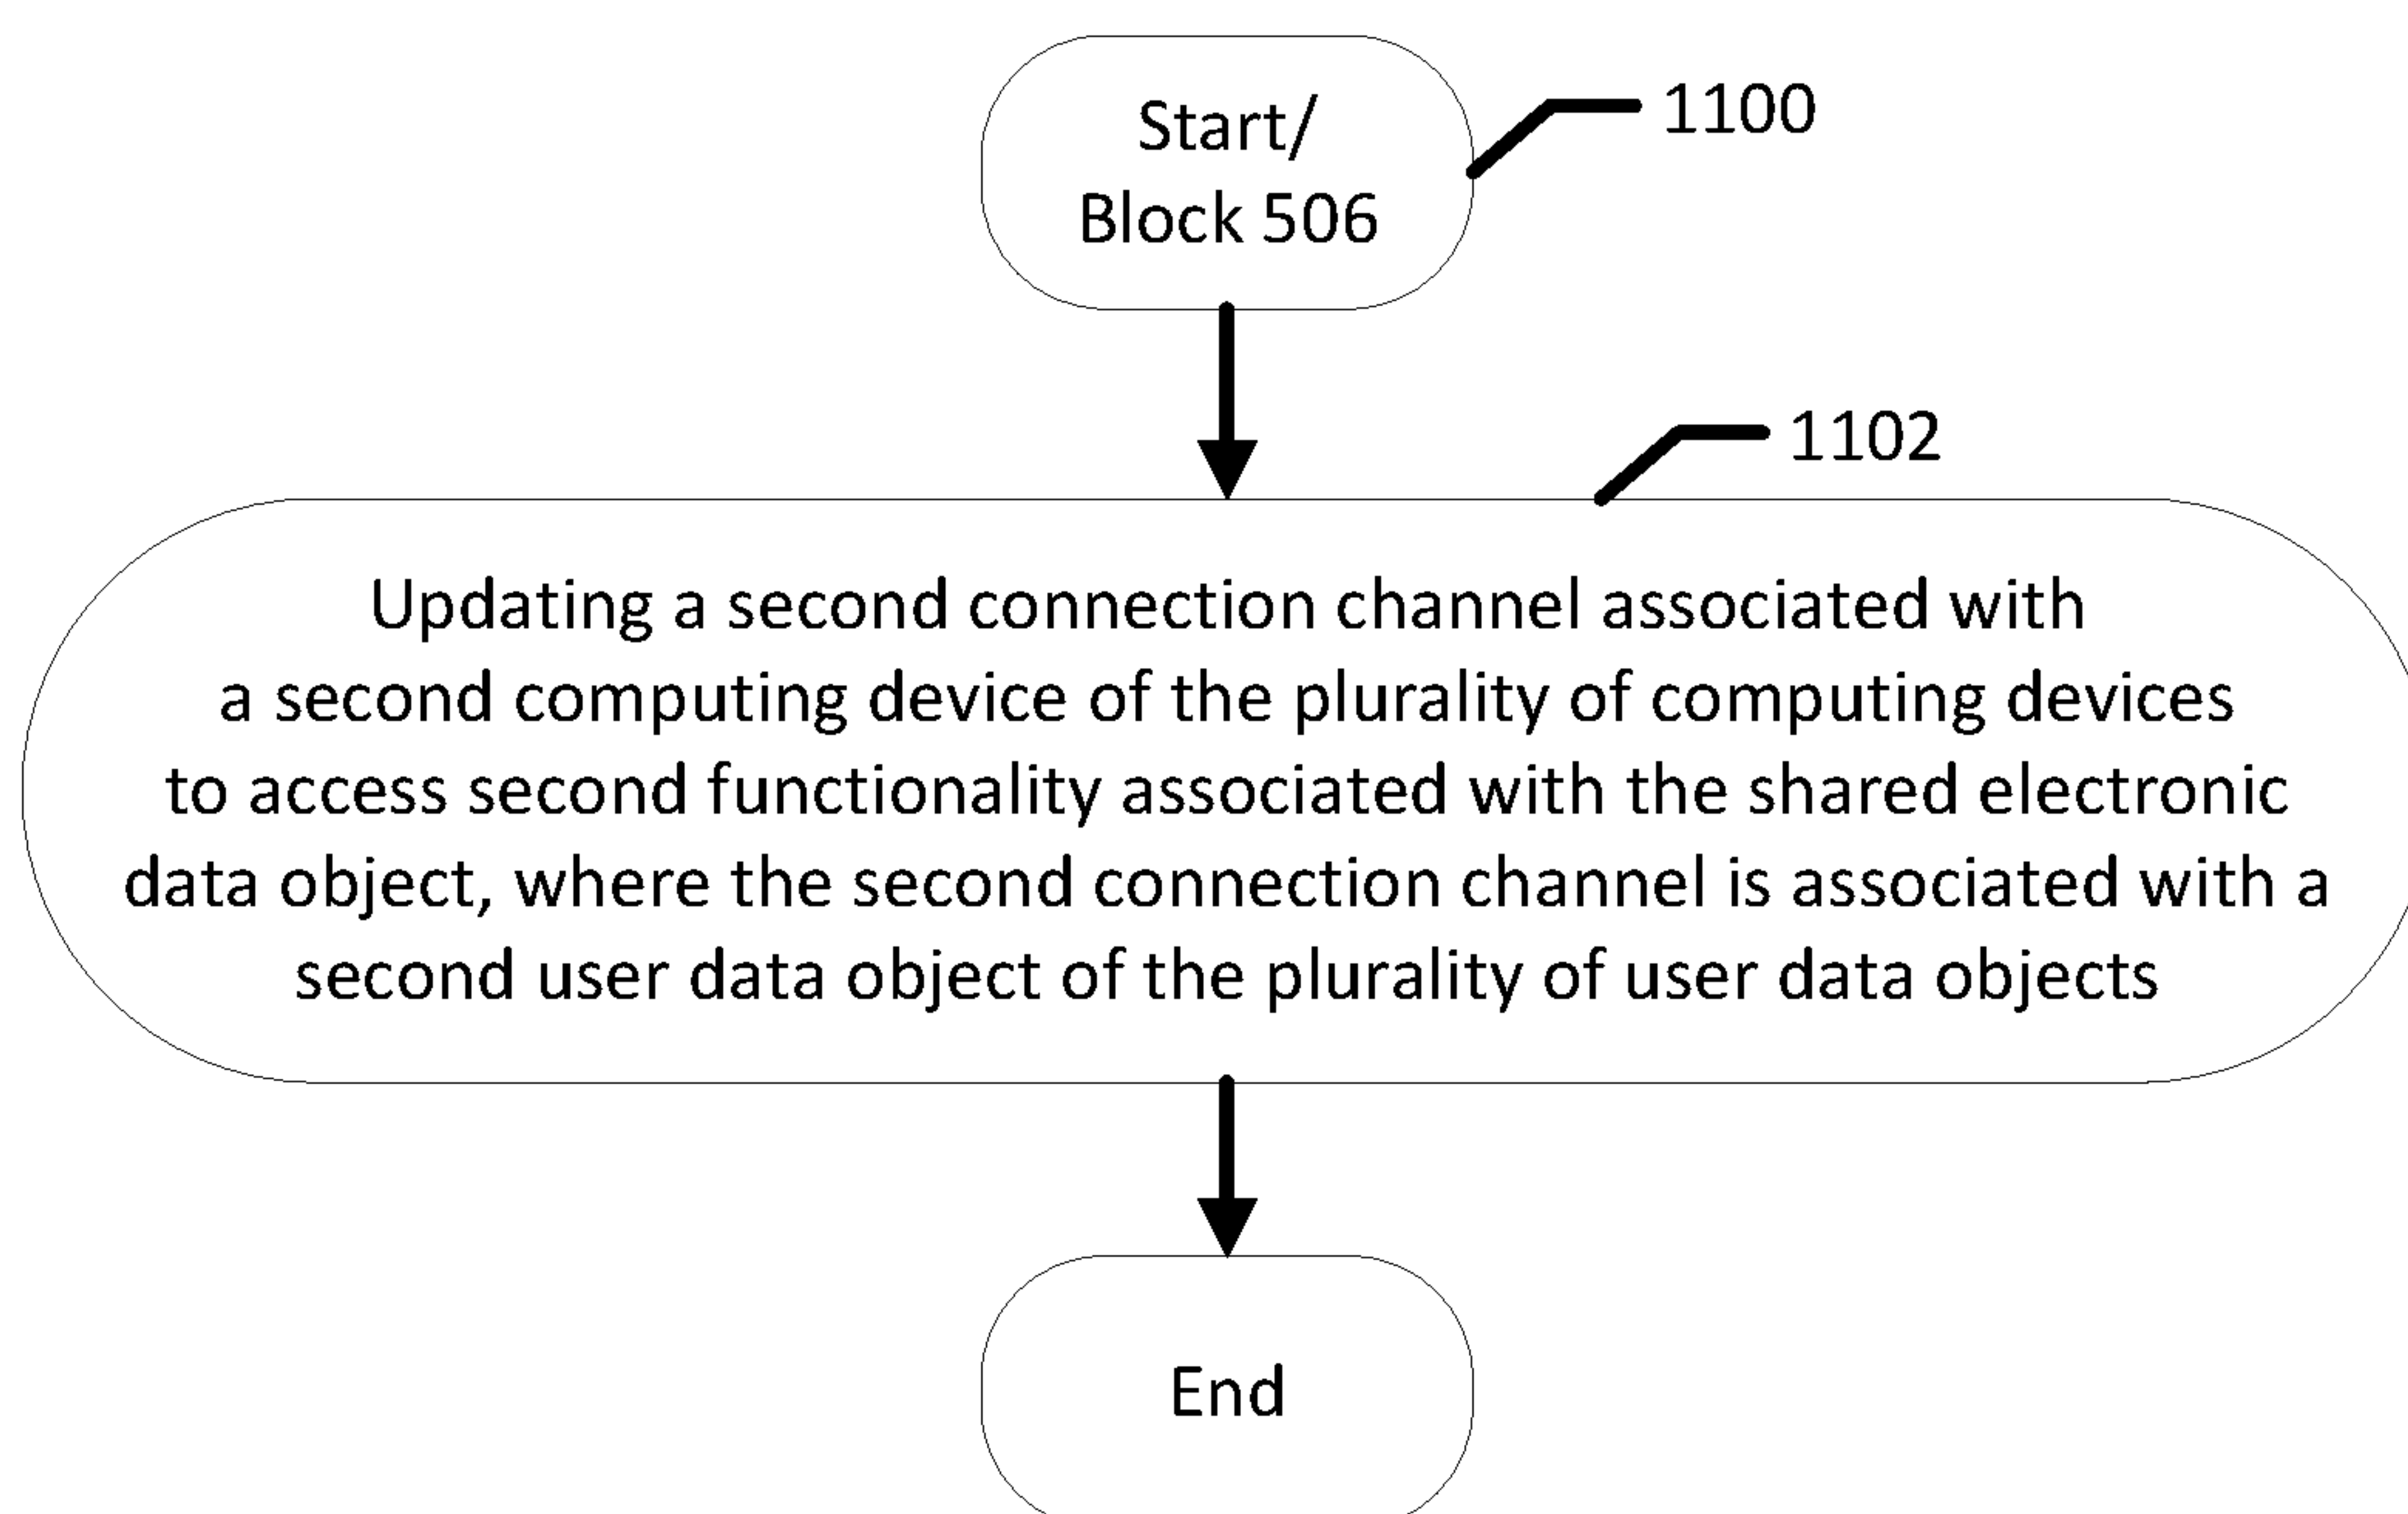 Start/
Block 506
1100
1102
Updating a second connection channel associated with
a second computing device of the plurality of computing devices
to access second functionality associated with the shared electronic
data object, where the second connection channel is associated with a
second user data object of the plurality of user data objects
End